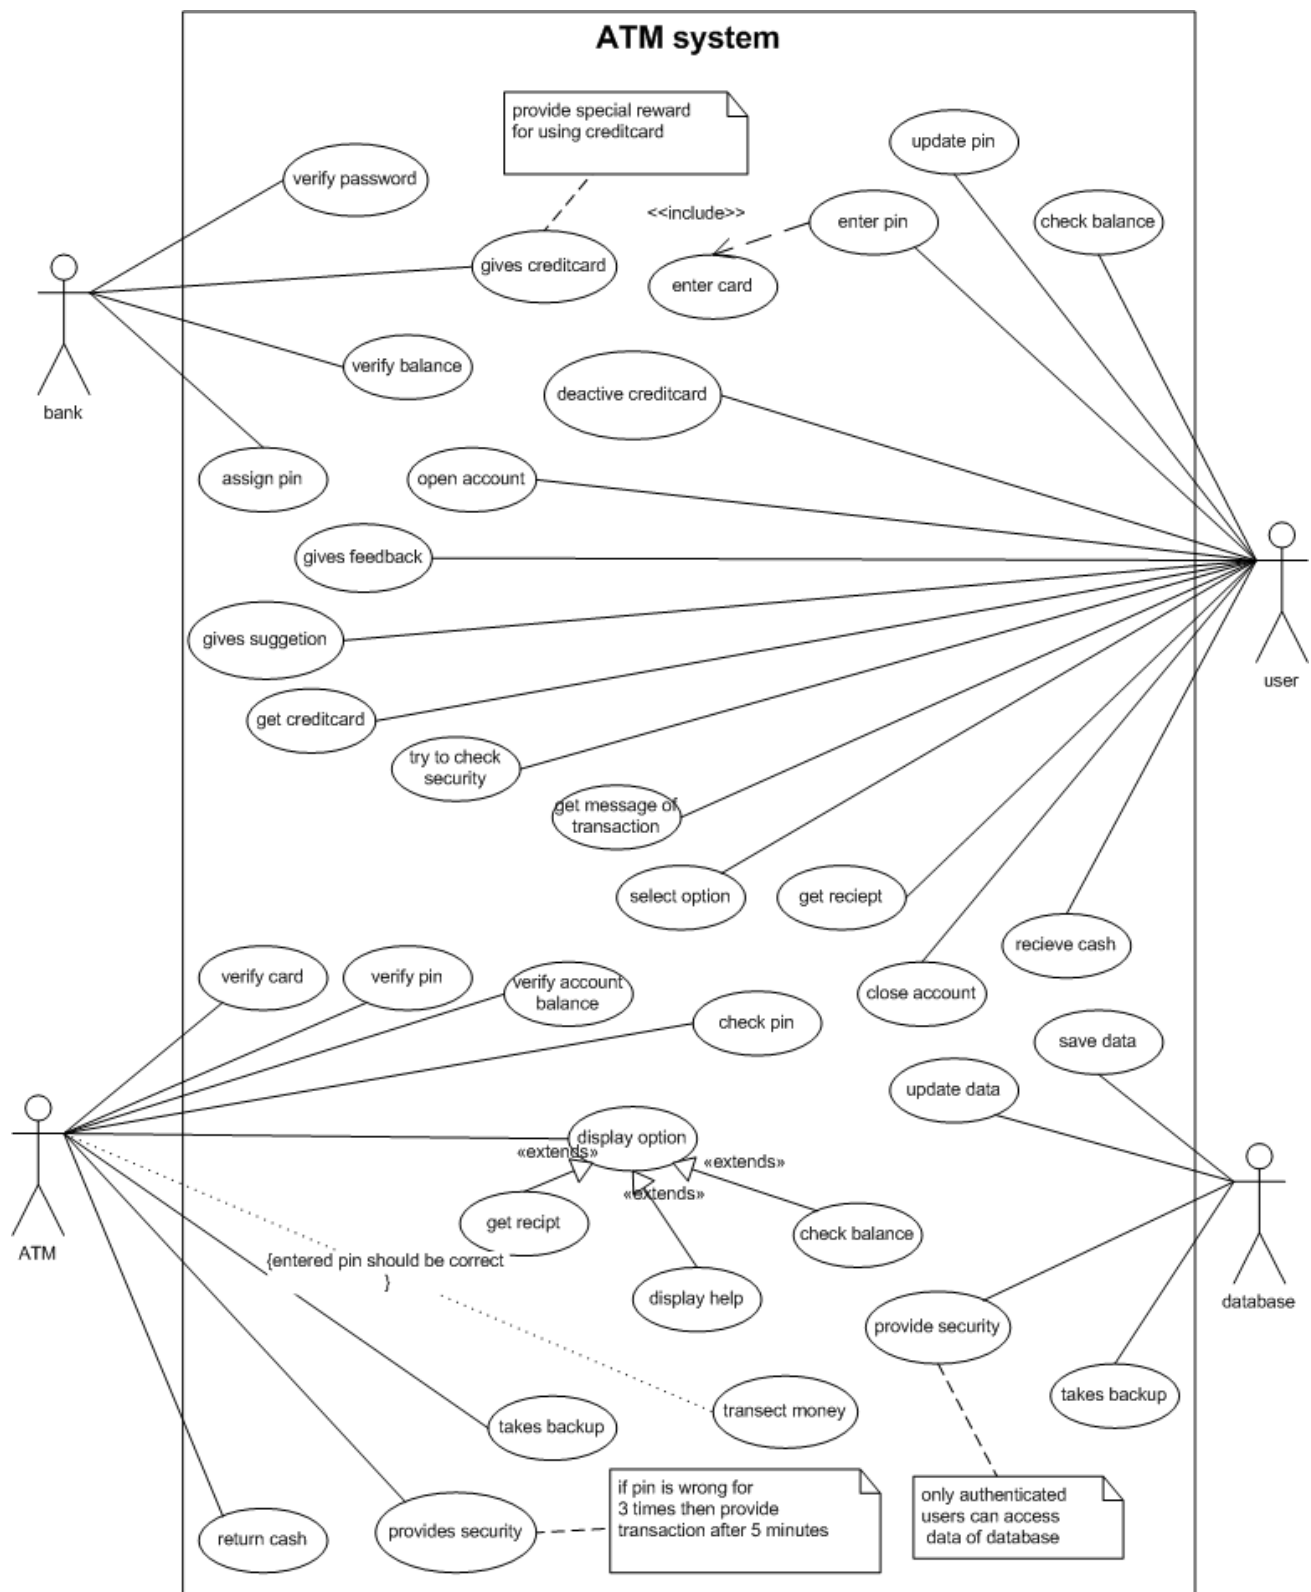 ATM system
provide special reward
for using creditcard
update pin
verify password
<<include>>
enter pin
check balance
gives creditcard
enter card
verify balance
bank
deactive creditcard
assign pin
open account
gives feedback
gives suggetion
user
get creditcard
try to check
security
get message of
transaction
select option
get reciept
recieve cash
verify card
verify pin
verify account
balance
close account
check pin
save data
update data
display option
«extends»
«extends»
«extends»
get recipt
check balance
ATM
{entered pin should be correct
}
display help
database
provide security
takes backup
transect money
takes backup
if pin is wrong for
3 times then provide
transaction after 5 minutes
only authenticated
users can access
data of database
provides security
return cash